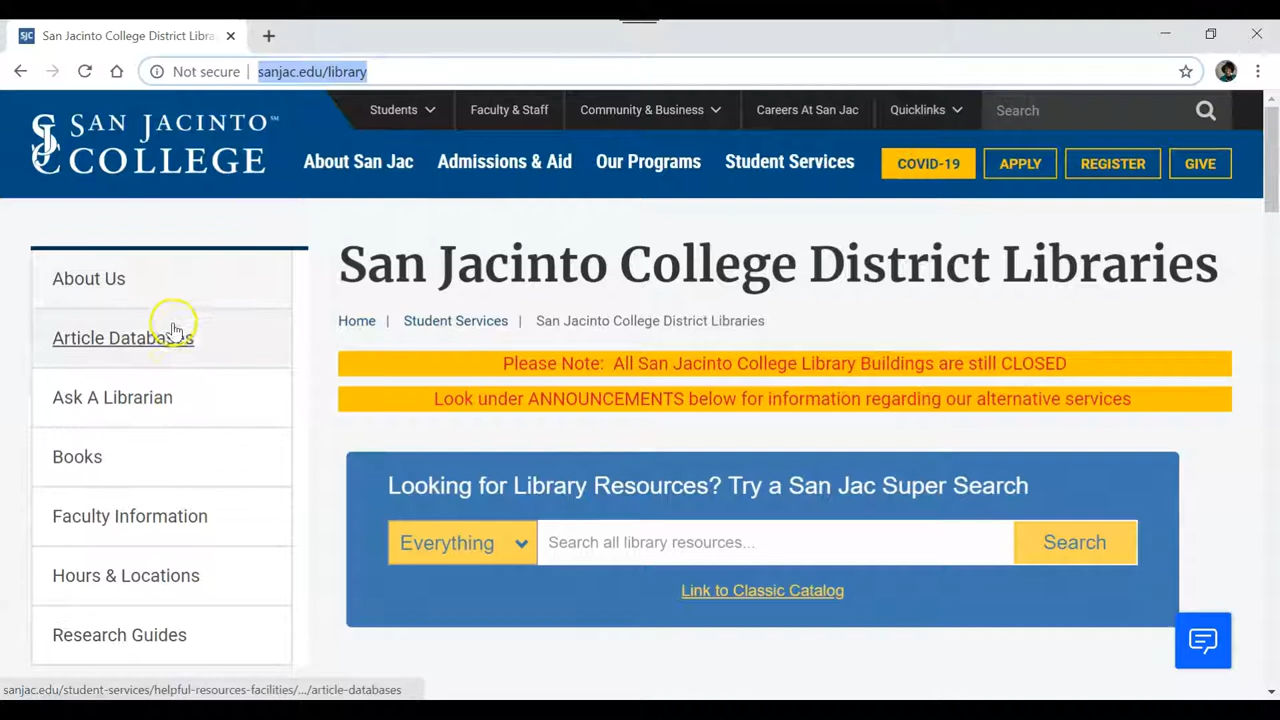 SJC San Jacinto College District Libra
Not secure sanjac.edu/library
Students Faculty & Staff Community & Business Careers At San Jac Quicklinks Search
SAN JACINTO™
COLLEGE
About San Jac Admissions & Aid Our Programs Student Services COVID-19 APPLY REGISTER GIVE
About Us
Article Databases
Ask A Librarian
Books
Faculty Information
Hours & Locations
Research Guides
San Jacinto College District Libraries
Home | Student Services | San Jacinto College District Libraries
Please Note: All San Jacinto College Library Buildings are still CLOSED
Look under ANNOUNCEMENTS below for information regarding our alternative services
Looking for Library Resources? Try a San Jac Super Search
Everything Search all library resources... Search
Link to Classic Catalog
sanjac.edu/student-services/helpful-resources-facilities/.../article-databases